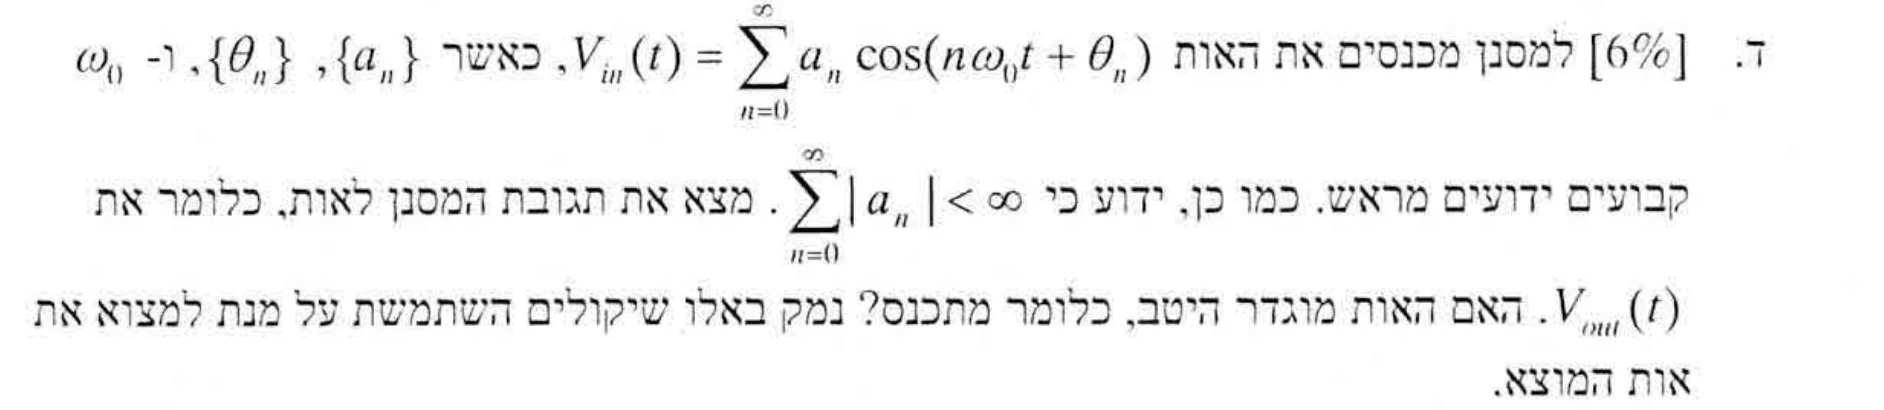 ד. [6%] למסנן מכנסים את האות $V_{in}(t) = \sum_{n=0}^{\infty} a_n \cos(n\omega_0 t + \theta_n)$, כאשר $\{a_n\}$, $\{\theta_n\}$, ו- $\omega_0$
קבועים ידועים מראש. כמו כן, ידוע כי $\sum_{n=0}^{\infty} |a_n| < \infty$. מצא את תגובת המסנן לאות, כלומר את
$V_{out}(t)$. האם האות מוגדר היטב, כלומר מתכנס? נמק באלו שיקולים השתמשת על מנת למצוא את
אות המוצא.